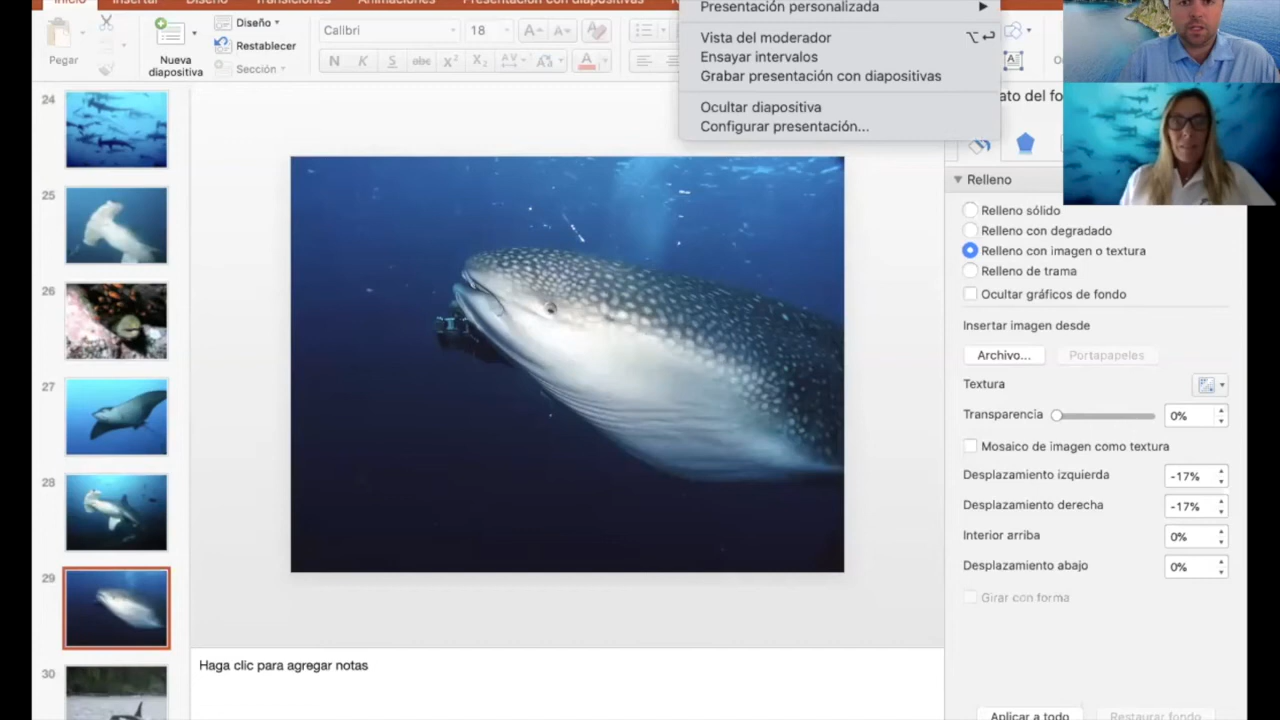 Inicio Insertar Diseño Transiciones Animaciones Presentación con diapositivas
Presentación personalizada
Vista del moderador
Ensayar intervalos
Grabar presentación con diapositivas
Ocultar diapositiva
Configurar presentación...
Pegar
Nueva
diapositiva
Diseño
Restablecer
Sección
Calibri 18
N K S abc X² X₂ AV A
24
25
26
27
28
29
30
Relleno
Relleno sólido
Relleno con degradado
Relleno con imagen o textura
Relleno de trama
Ocultar gráficos de fondo
Insertar imagen desde
Archivo... Portapapeles
Textura
Transparencia 0%
Mosaico de imagen como textura
Desplazamiento izquierda -17%
Desplazamiento derecha -17%
Interior arriba 0%
Desplazamiento abajo 0%
Girar con forma
Aplicar a todo Restaurar fondo
Haga clic para agregar notas